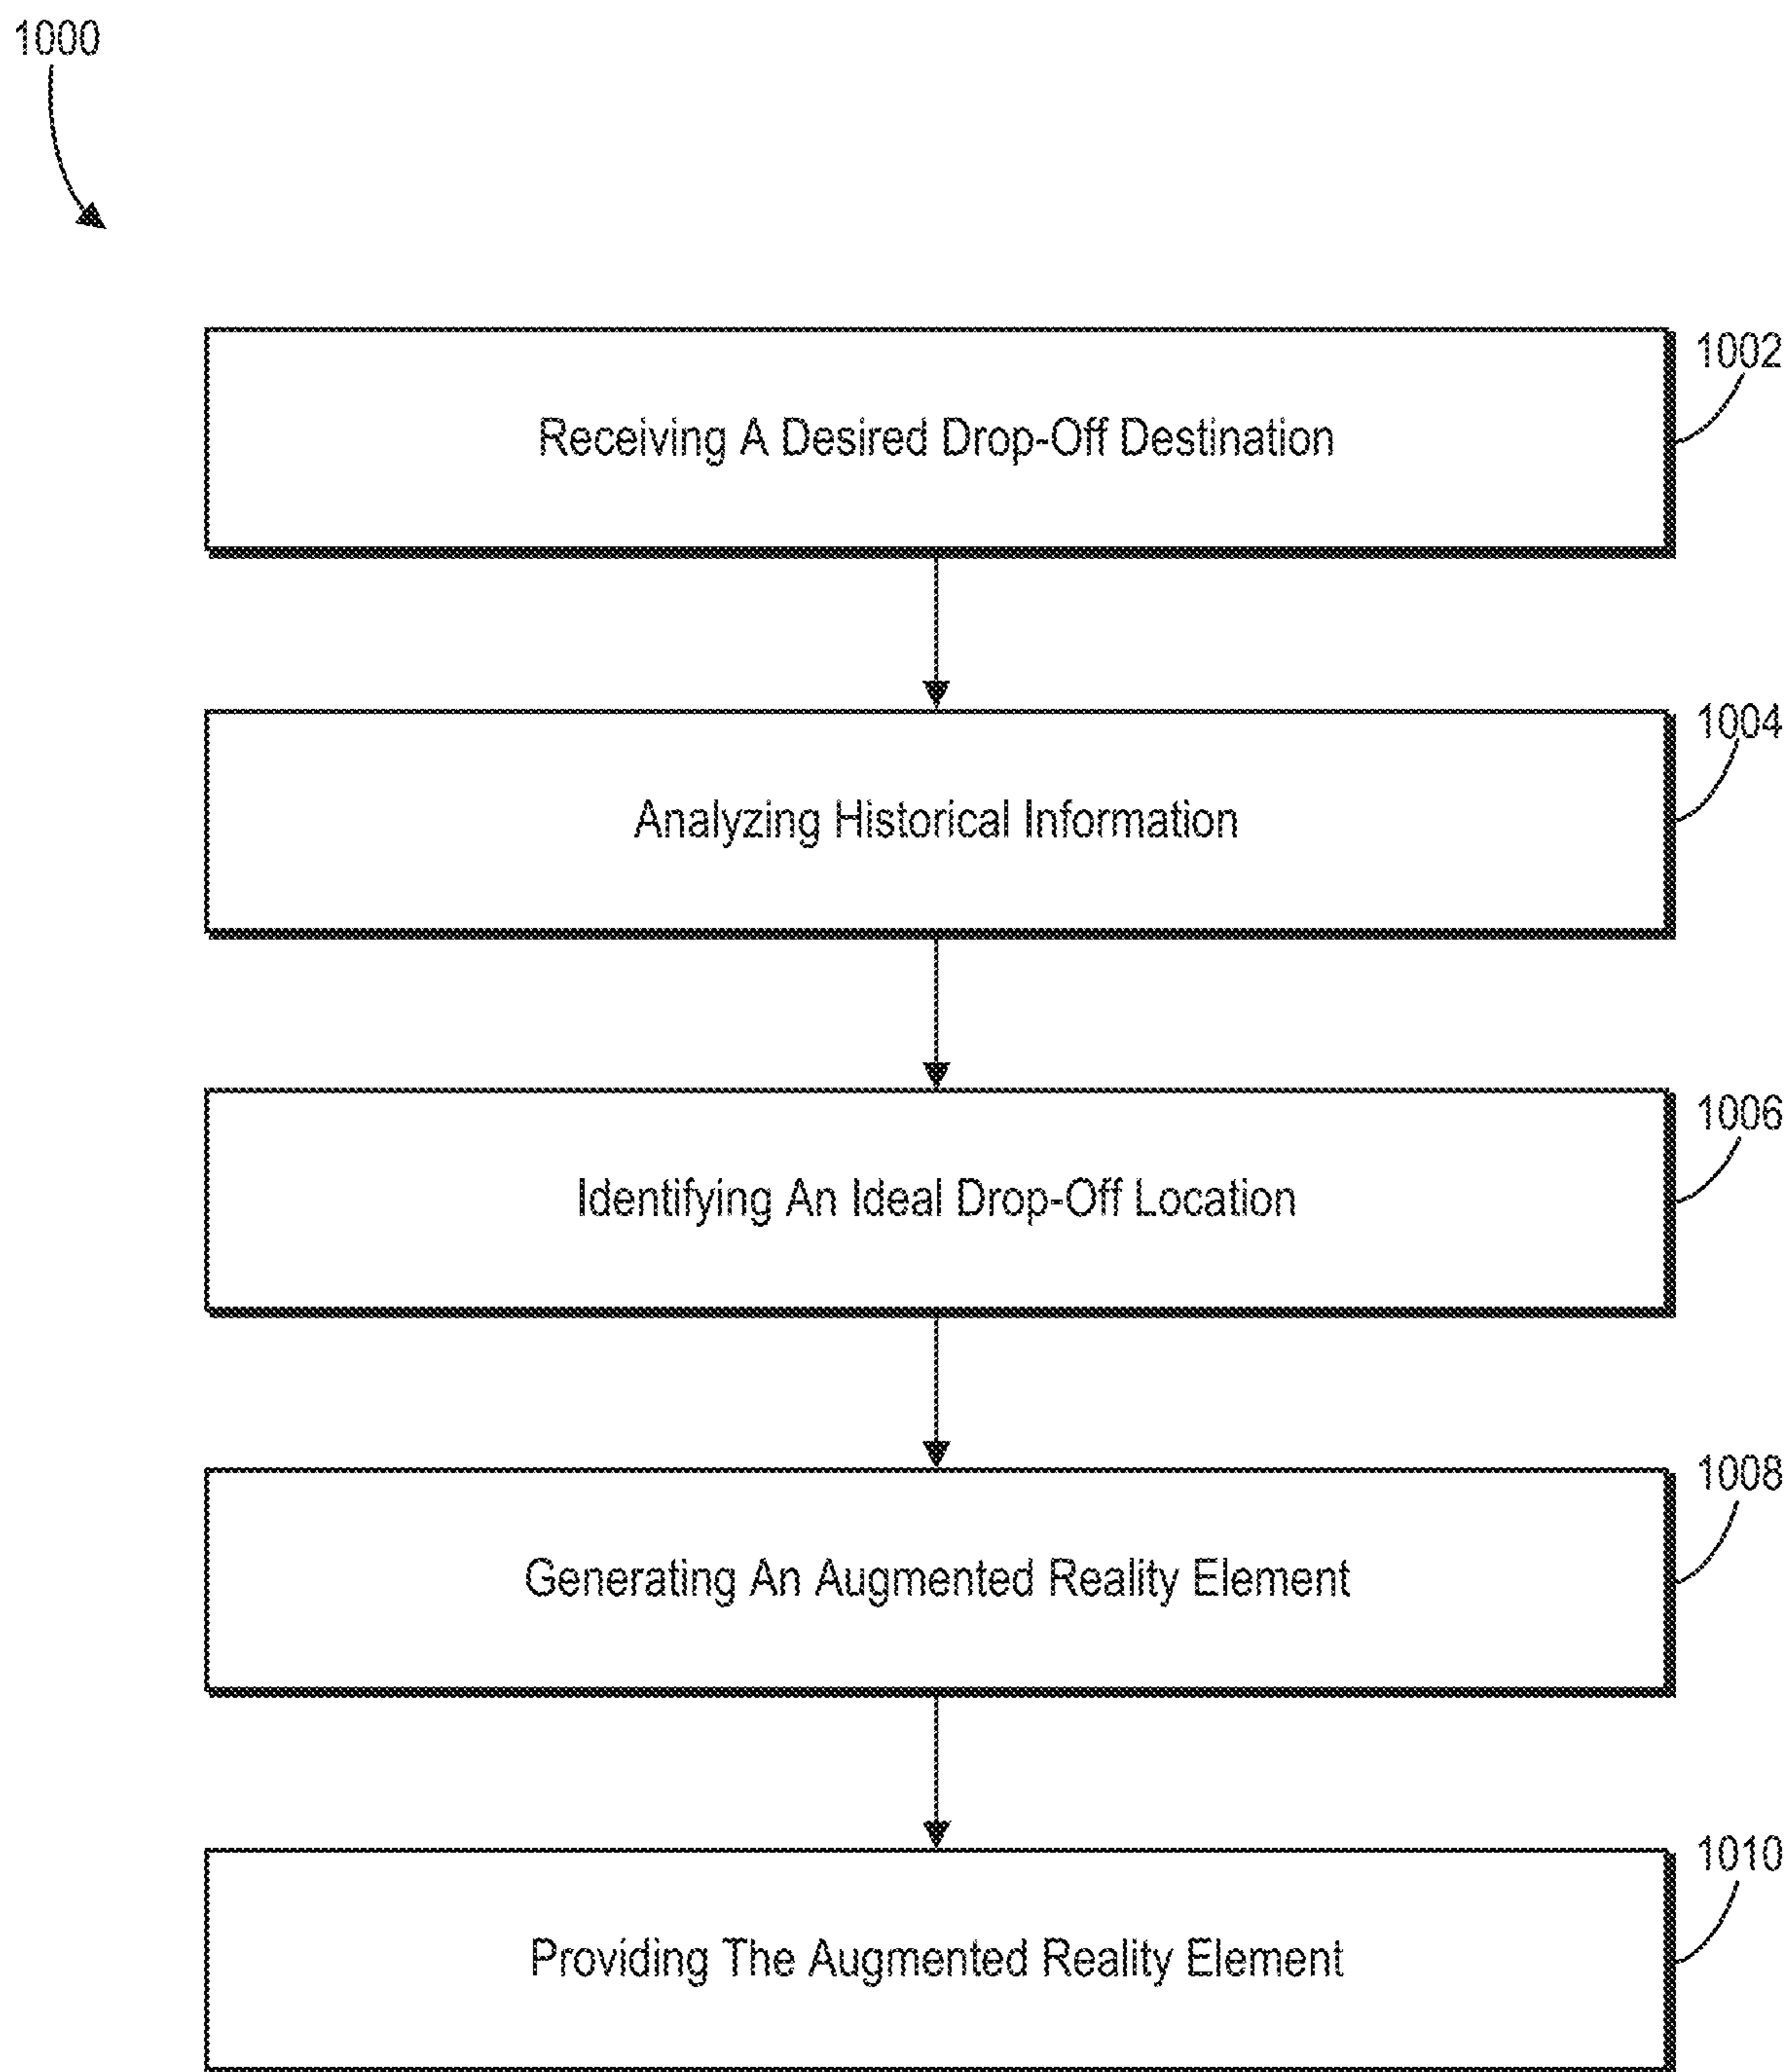 1000
1002
Receiving A Desired Drop-Off Destination
1004
Analyzing Historical Information
1006
Identifying An Ideal Drop-Off Location
1008
Generating An Augmented Reality Element
1010
Providing The Augmented Reality Element